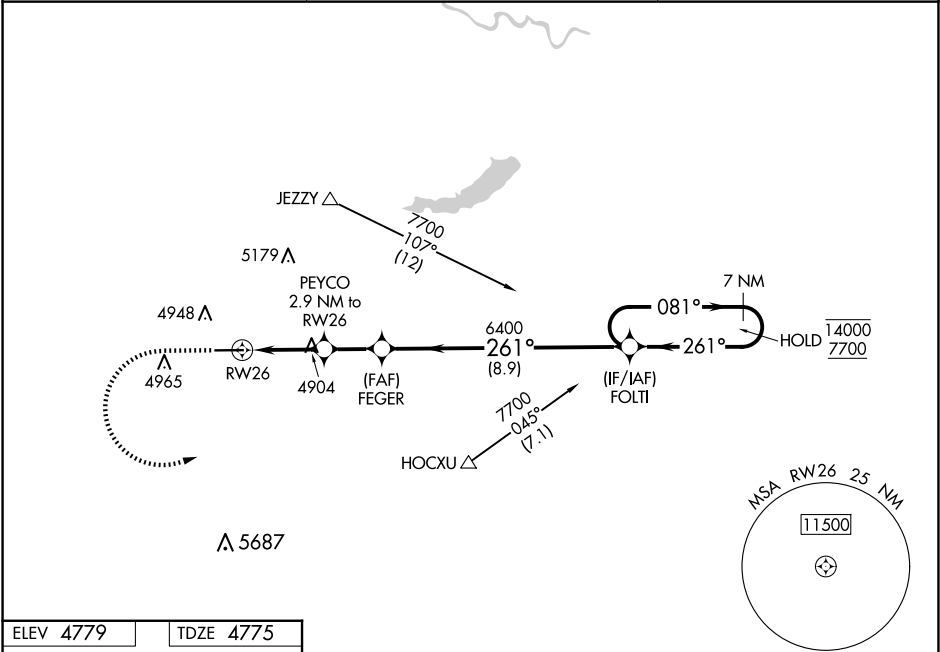 JEZZY
7700
107°
(12)
5179
PEYCO
2.9 NM to
RW26
7 NM
081°
4948
6400
261°
(8.9)
261°
HOLD
14000
7700
RW26
4965
4904
(FAF)
FEGER
(IF/IAF)
FOLTI
7700
045°
(7.1)
HOCXU
MSA RW26 25 NM
11500
5687
ELEV 4779
TDZE 4775